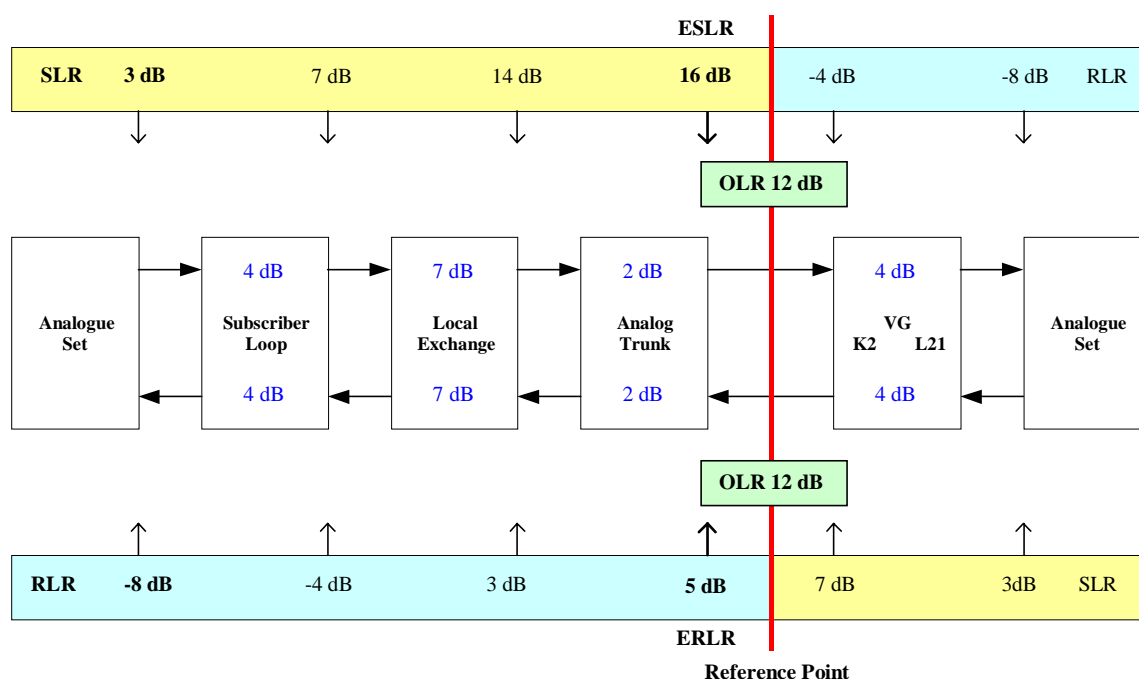 ESLR
SLR 3 dB 7 dB 14 dB 16 dB -4 dB -8 dB RLR
OLR 12 dB
4 dB 7 dB 2 dB 4 dB
Analogue Set
Subscriber Loop
Local Exchange
Analog Trunk
VG
K2 L21
Analogue Set
4 dB 7 dB 2 dB 4 dB
OLR 12 dB
RLR -8 dB -4 dB 3 dB 5 dB 7 dB 3dB SLR
ERLR
Reference Point